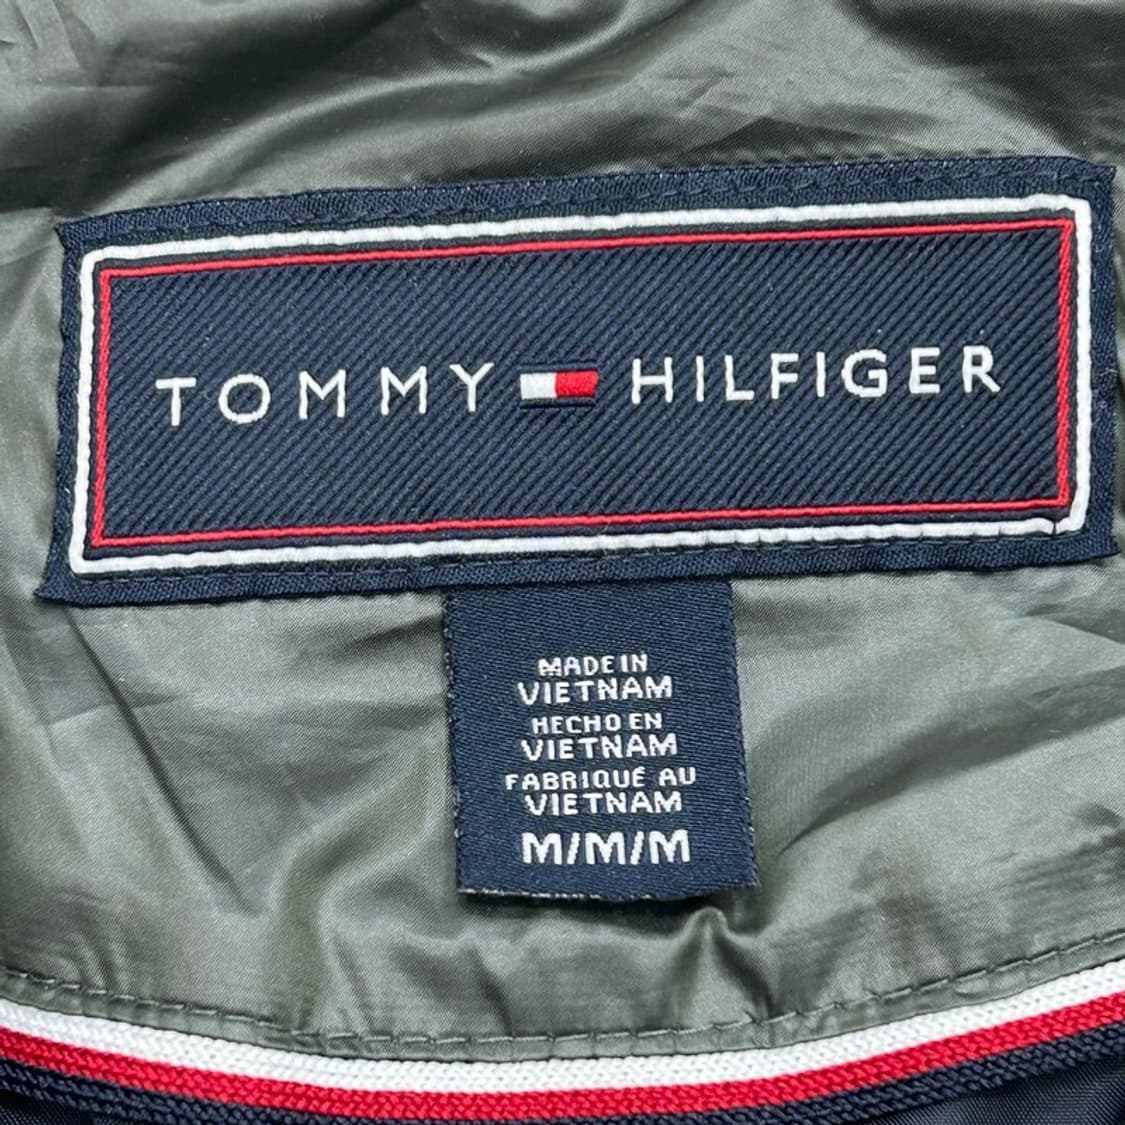 TOMMY HILFIGER
MADE IN
VIETNAM
HECHO EN
VIETNAM
FABRIQUÉ AU
VIETNAM
M/M/M